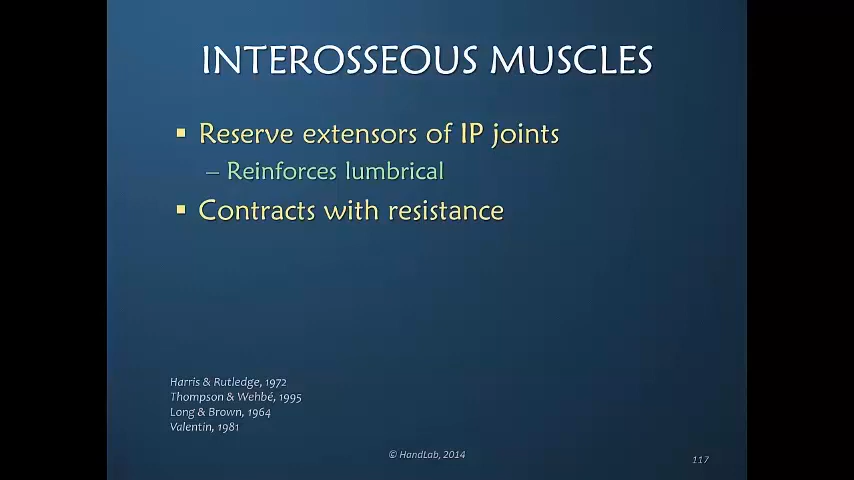 INTEROSSEOUS MUSCLES
▪ Reserve extensors of IP joints
– Reinforces lumbrical
▪ Contracts with resistance
Harris & Rutledge, 1972
Thompson & Wehbé, 1995
Long & Brown, 1964
Valentin, 1981
© HandLab, 2014
117